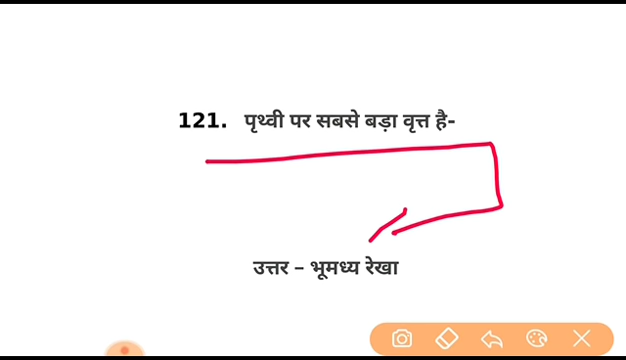 121. पृथ्वी पर सबसे बड़ा वृत्त है-
उत्तर – भूमध्य रेखा